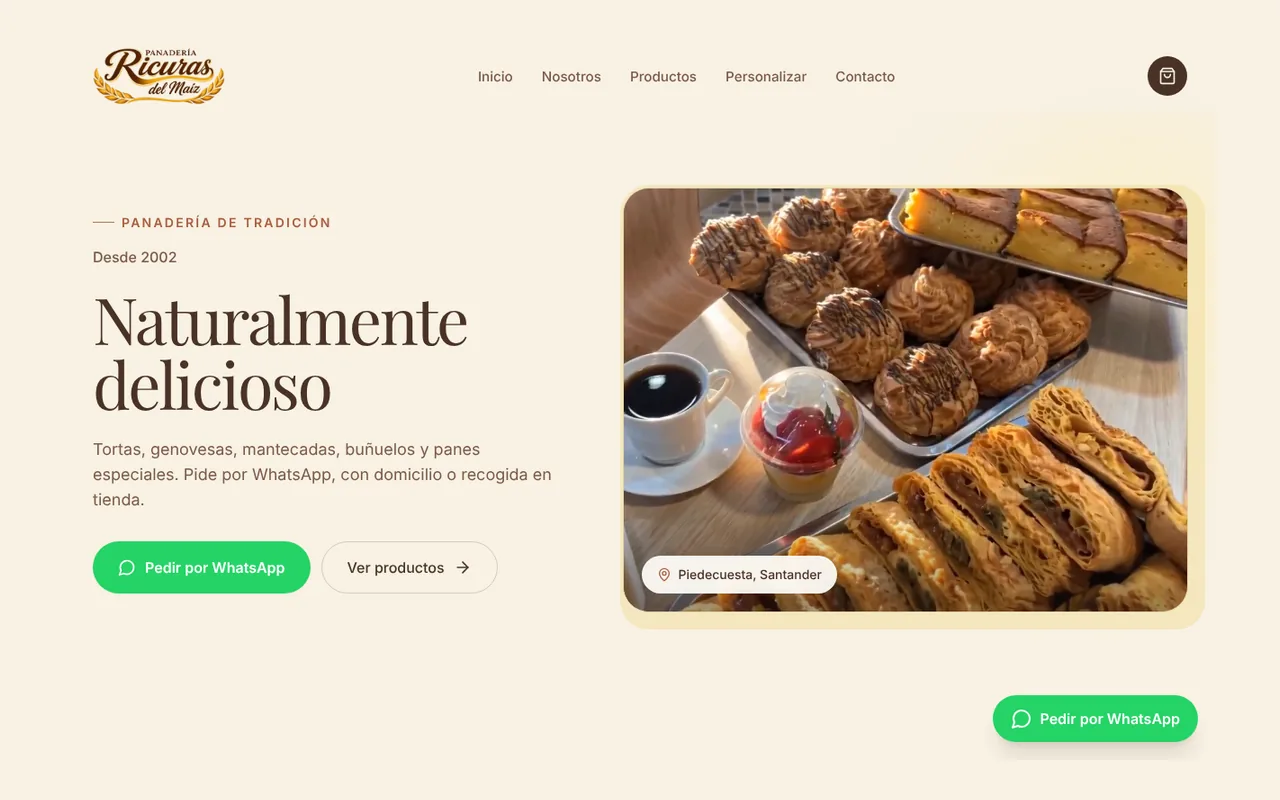 PANADERÍA
Ricuras
del Maíz
Inicio
Nosotros
Productos
Personalizar
Contacto
PANADERÍA DE TRADICIÓN
Desde 2002
Naturalmente
delicioso
Tortas, genovesas, mantecadas, buñuelos y panes
especiales. Pide por WhatsApp, con domicilio o recogida en
tienda.
Pedir por WhatsApp
Ver productos
Piedecuesta, Santander
Pedir por WhatsApp